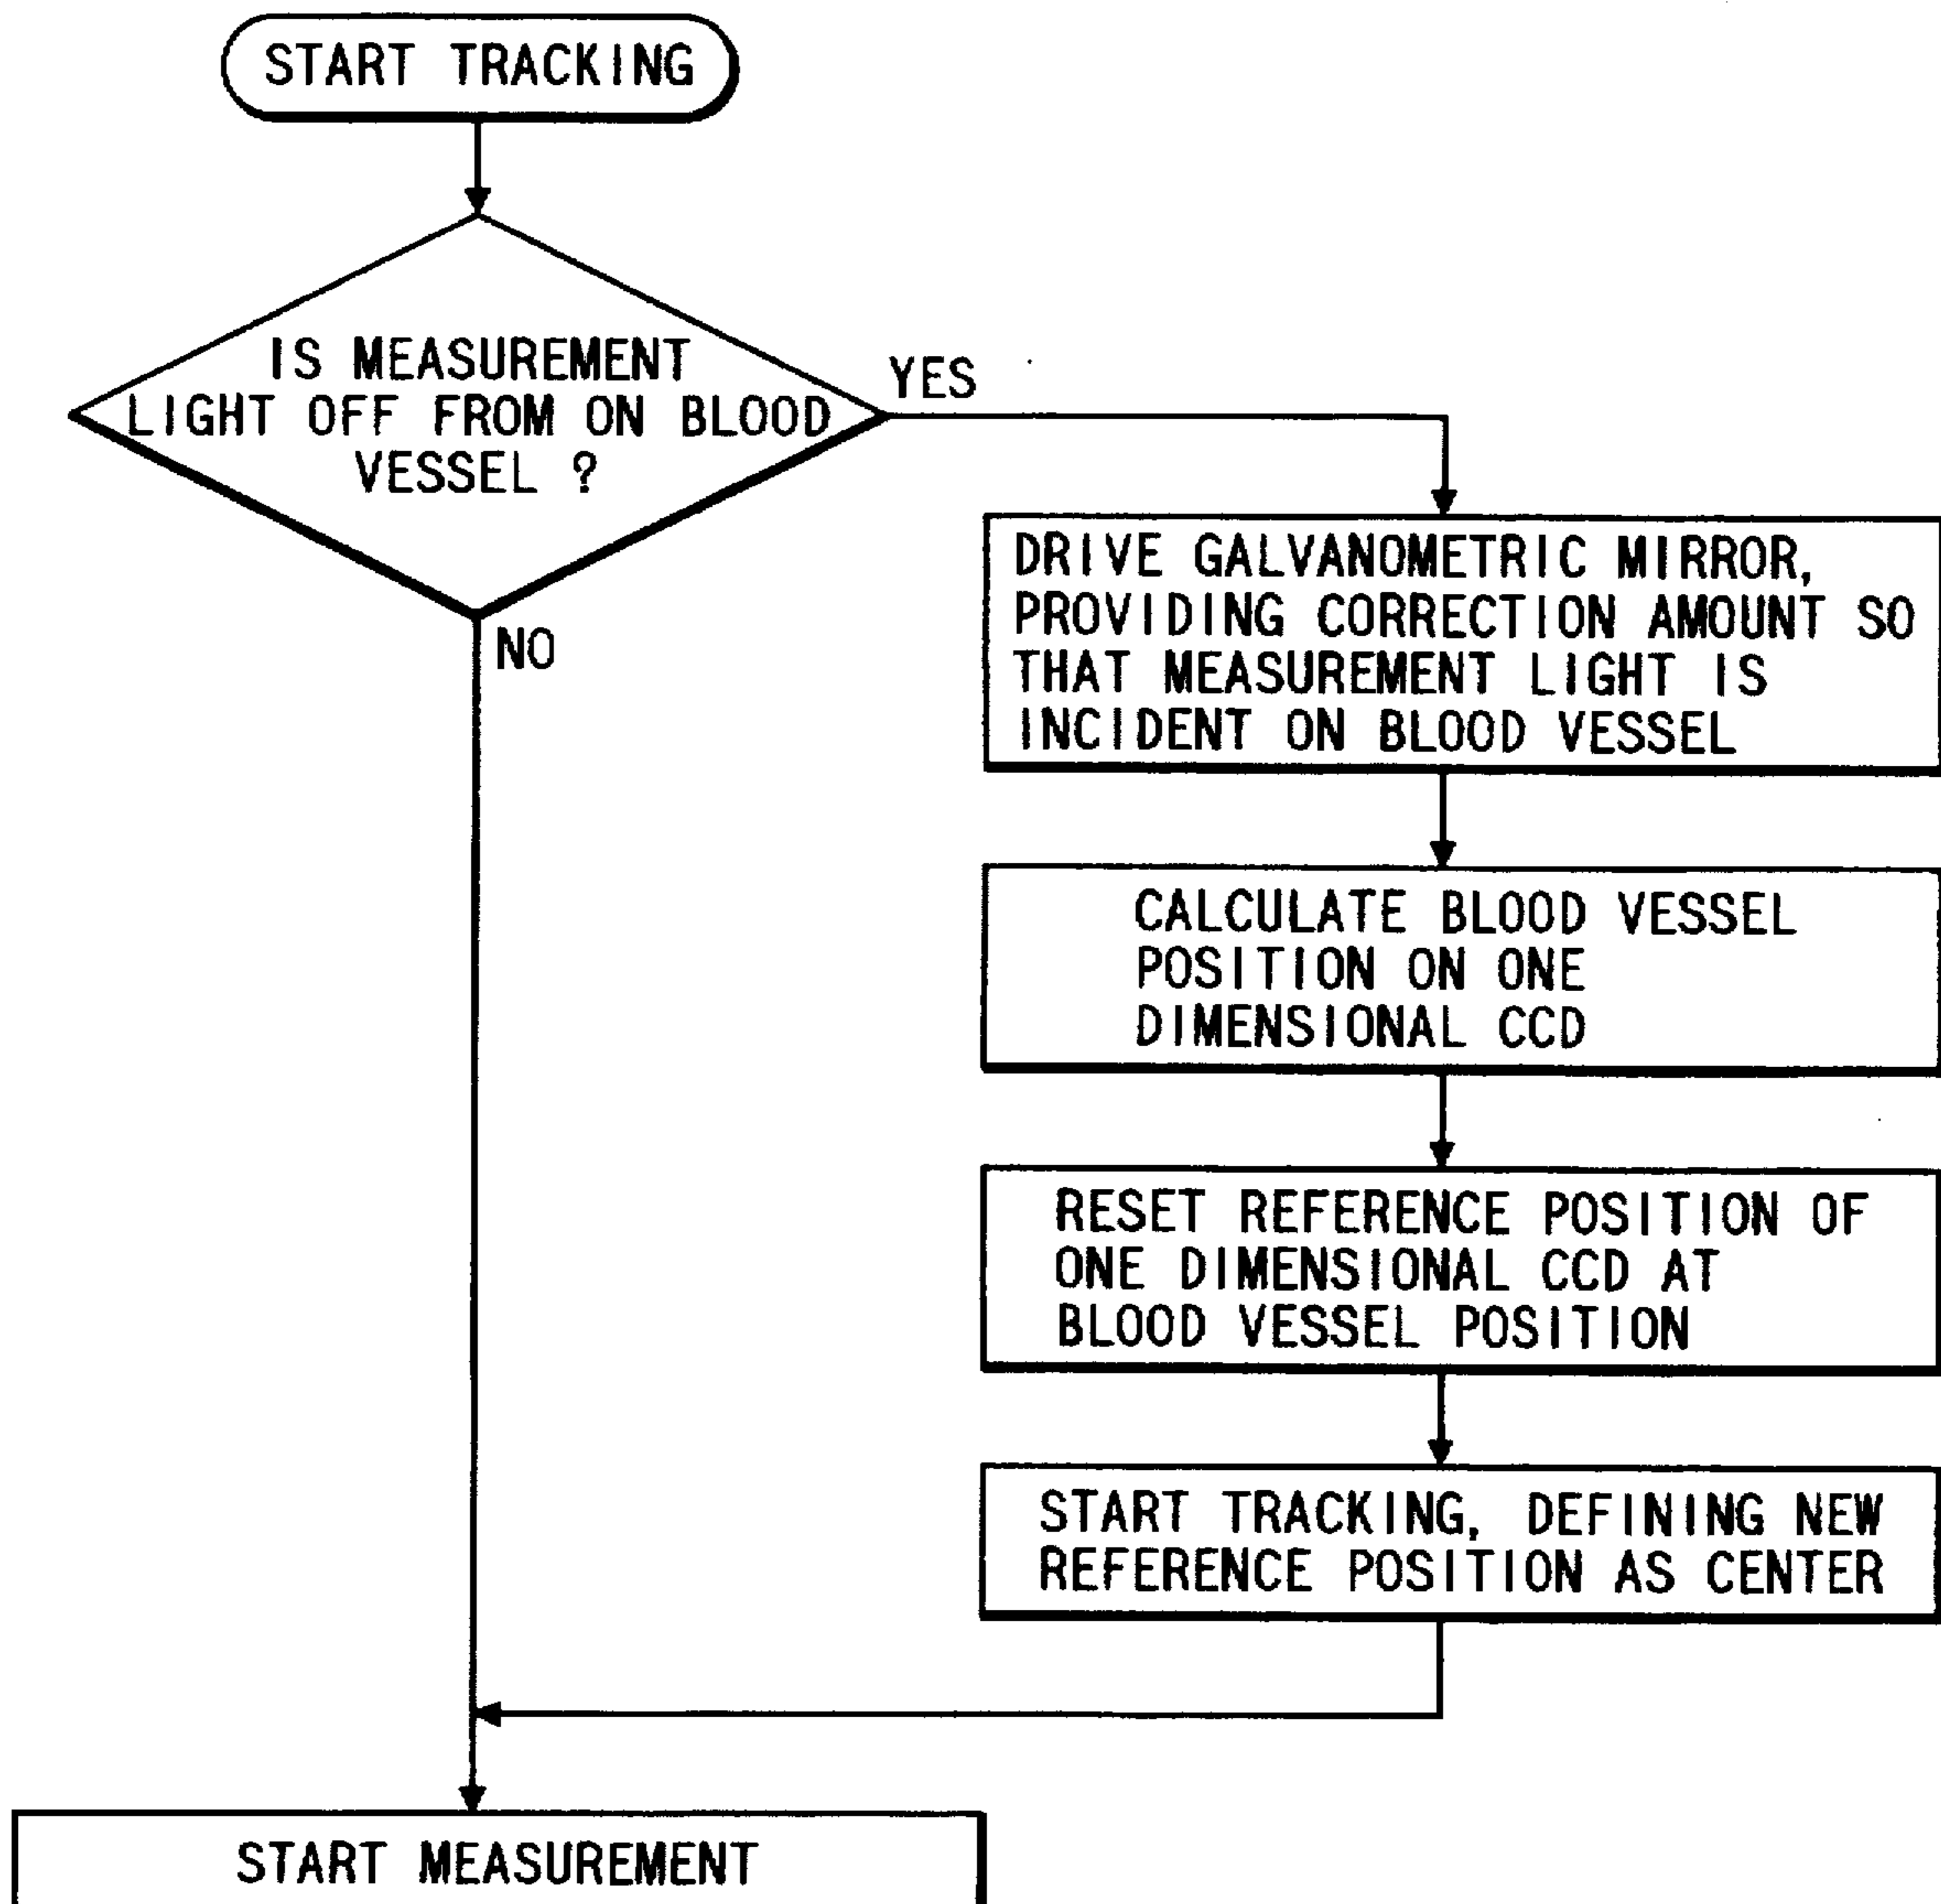 START TRACKING
IS MEASUREMENT
LIGHT OFF FROM ON BLOOD
VESSEL ?
YES
NO
DRIVE GALVANOMETRIC MIRROR,
PROVIDING CORRECTION AMOUNT SO
THAT MEASUREMENT LIGHT IS
INCIDENT ON BLOOD VESSEL
CALCULATE BLOOD VESSEL
POSITION ON ONE
DIMENSIONAL CCD
RESET REFERENCE POSITION OF
ONE DIMENSIONAL CCD AT
BLOOD VESSEL POSITION
START TRACKING, DEFINING NEW
REFERENCE POSITION AS CENTER
START MEASUREMENT